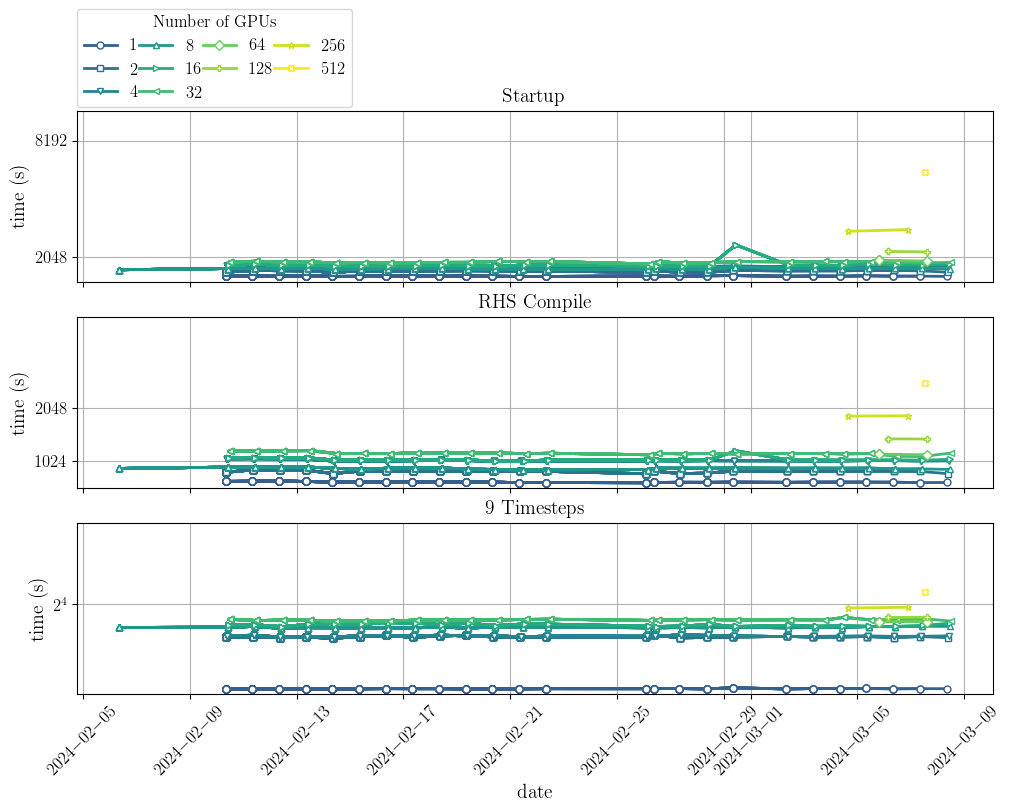 Number of GPUs
1 8 64 256
2 16 128 512
4 32
Startup
8192
2048
time (s)
RHS Compile
2048
1024
time (s)
9 Timesteps
2⁴
time (s)
2024−02−05 2024−02−09 2024−02−13 2024−02−17 2024−02−21 2024−02−25 2024−02−29 2024−03−01 2024−03−05 2024−03−09
date